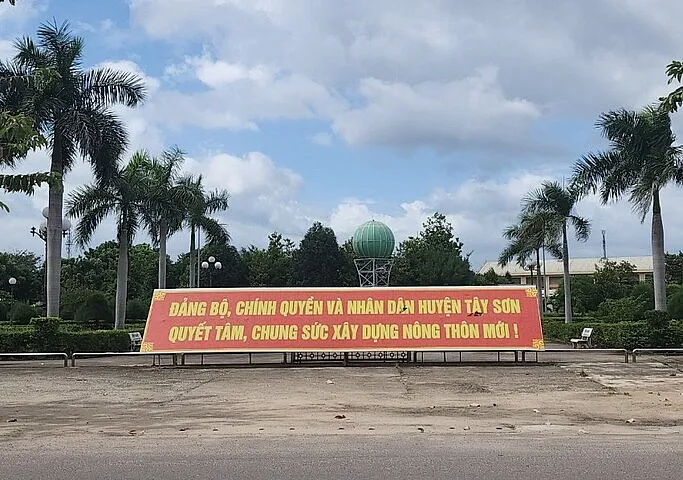 ĐẢNG BỘ, CHÍNH QUYỀN VÀ NHÂN DÂN HUYỆN TÂY SƠN
QUYẾT TÂM, CHUNG SỨC XÂY DỰNG NÔNG THÔN MỚI !